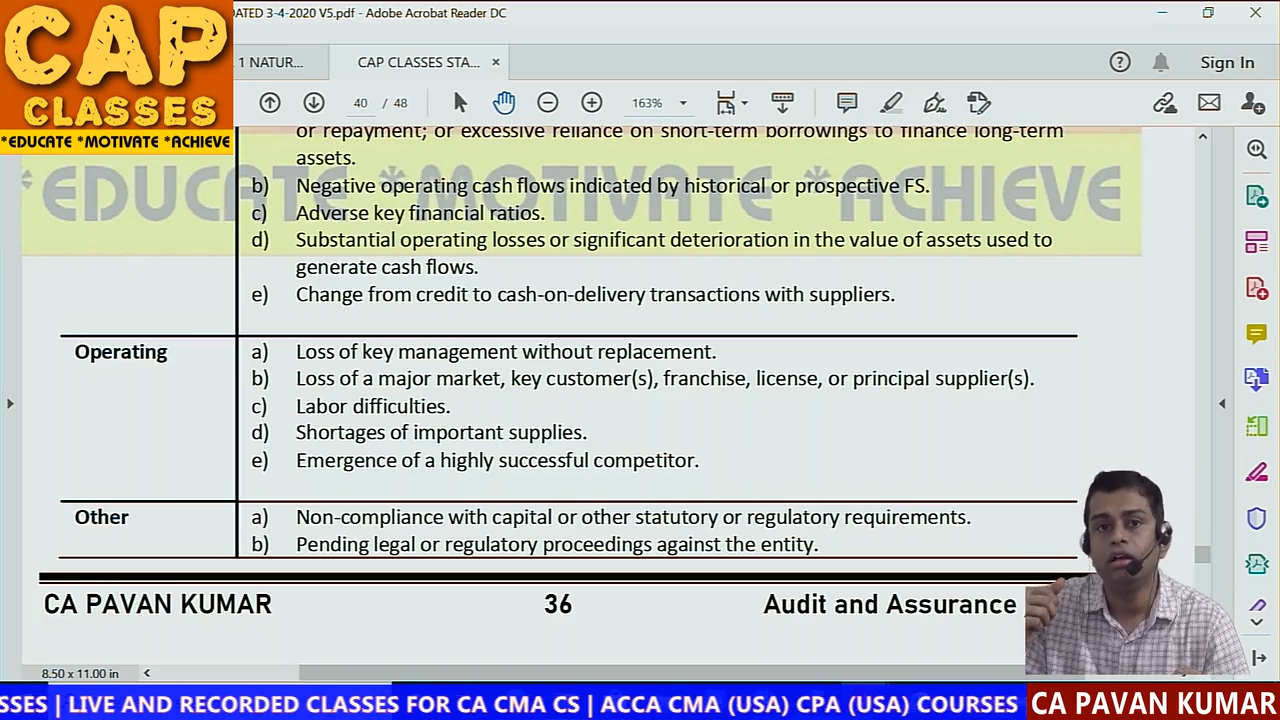 CAP
CLASSES
*EDUCATE *MOTIVATE *ACHIEVE
DATED 3-4-2020 V5.pdf - Adobe Acrobat Reader DC
1 NATUR...
CAP CLASSES STA... ×
Sign In
40 / 48
163%
or repayment; or excessive reliance on short-term borrowings to finance long-term
assets.
*EDUCATE *MOTIVATE *ACHIEVE
b) Negative operating cash flows indicated by historical or prospective FS.
c) Adverse key financial ratios.
d) Substantial operating losses or significant deterioration in the value of assets used to
generate cash flows.
e) Change from credit to cash-on-delivery transactions with suppliers.
Operating
a) Loss of key management without replacement.
b) Loss of a major market, key customer(s), franchise, license, or principal supplier(s).
c) Labor difficulties.
d) Shortages of important supplies.
e) Emergence of a highly successful competitor.
Other
a) Non-compliance with capital or other statutory or regulatory requirements.
b) Pending legal or regulatory proceedings against the entity.
CA PAVAN KUMAR 36 Audit and Assurance
8.50 x 11.00 in
SSES | LIVE AND RECORDED CLASSES FOR CA CMA CS | ACCA CMA (USA) CPA (USA) COURSES
CA PAVAN KUMAR